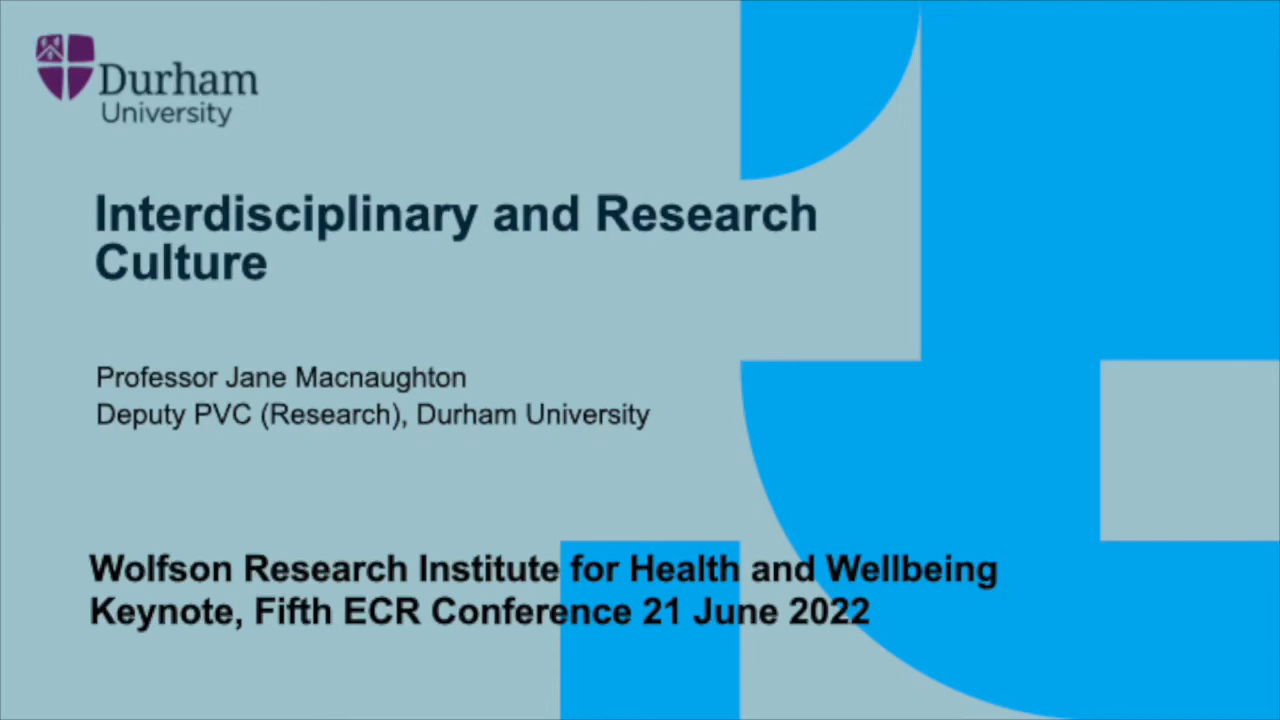 Durham
University
Interdisciplinary and Research
Culture
Professor Jane Macnaughton
Deputy PVC (Research), Durham University
Wolfson Research Institute for Health and Wellbeing
Keynote, Fifth ECR Conference 21 June 2022